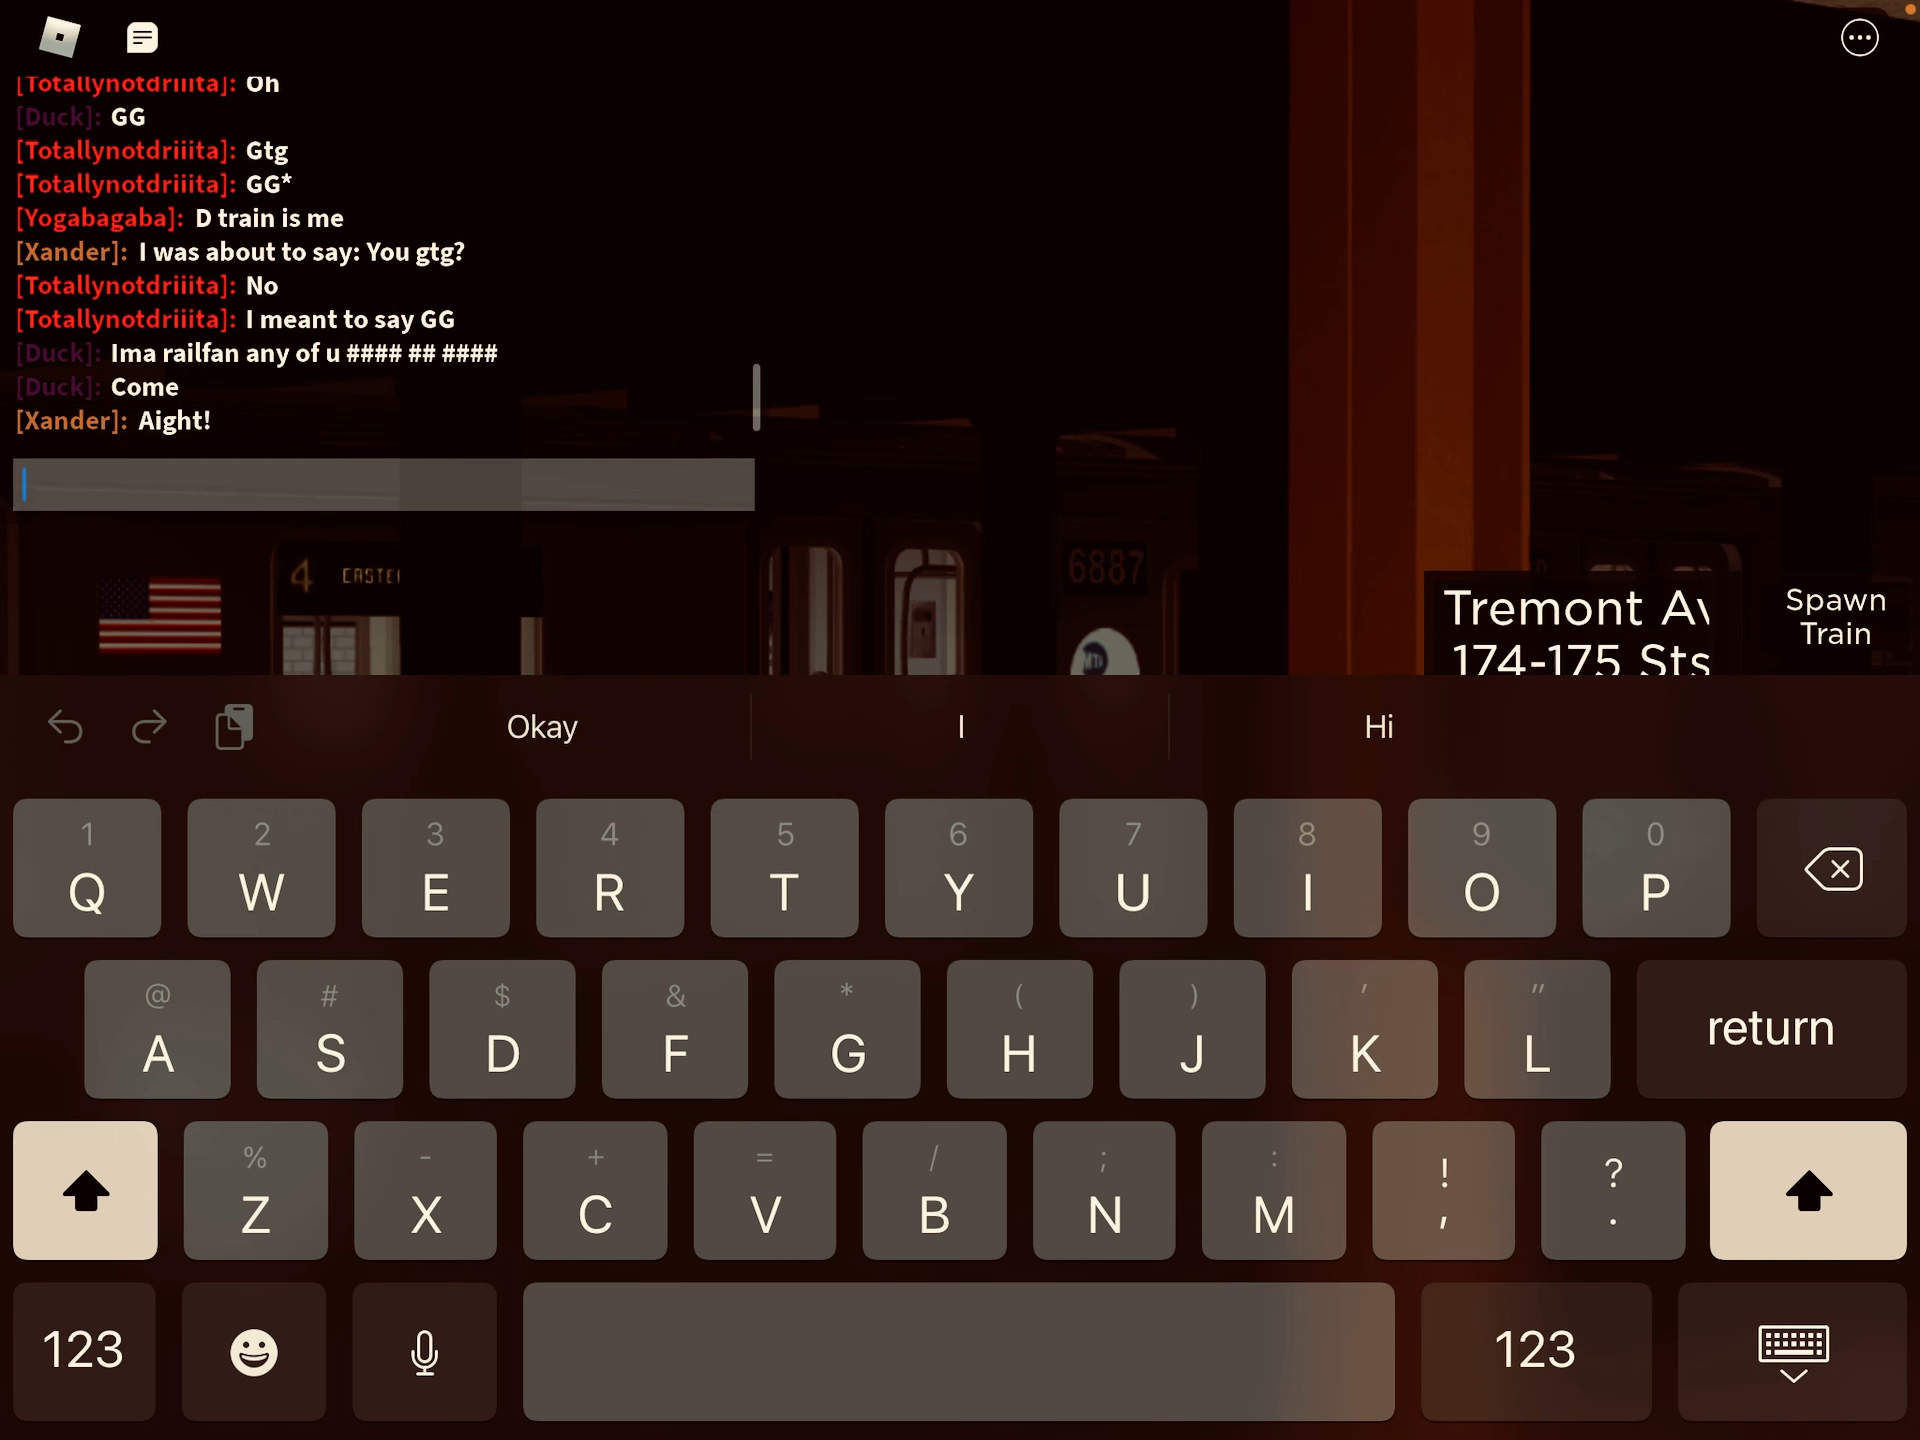 [Totallynotdriiita]: Oh
[Duck]: GG
[Totallynotdriiita]: Gtg
[Totallynotdriiita]: GG*
[Yogabagaba]: D train is me
[Xander]: I was about to say: You gtg?
[Totallynotdriiita]: No
[Totallynotdriiita]: I meant to say GG
[Duck]: Ima railfan any of u #### ## ####
[Duck]: Come
[Xander]: Aight!
4 EASTE
6887
MTA
Tremont Av
174-175 Sts
Spawn
Train
Okay I Hi
1 2 3 4 5 6 7 8 9 0
Q W E R T Y U I O P
@ # $ & * ( ) ' "
A S D F G H J K L return
% - + = / ; : ! ?
Z X C V B N M , .
123 123